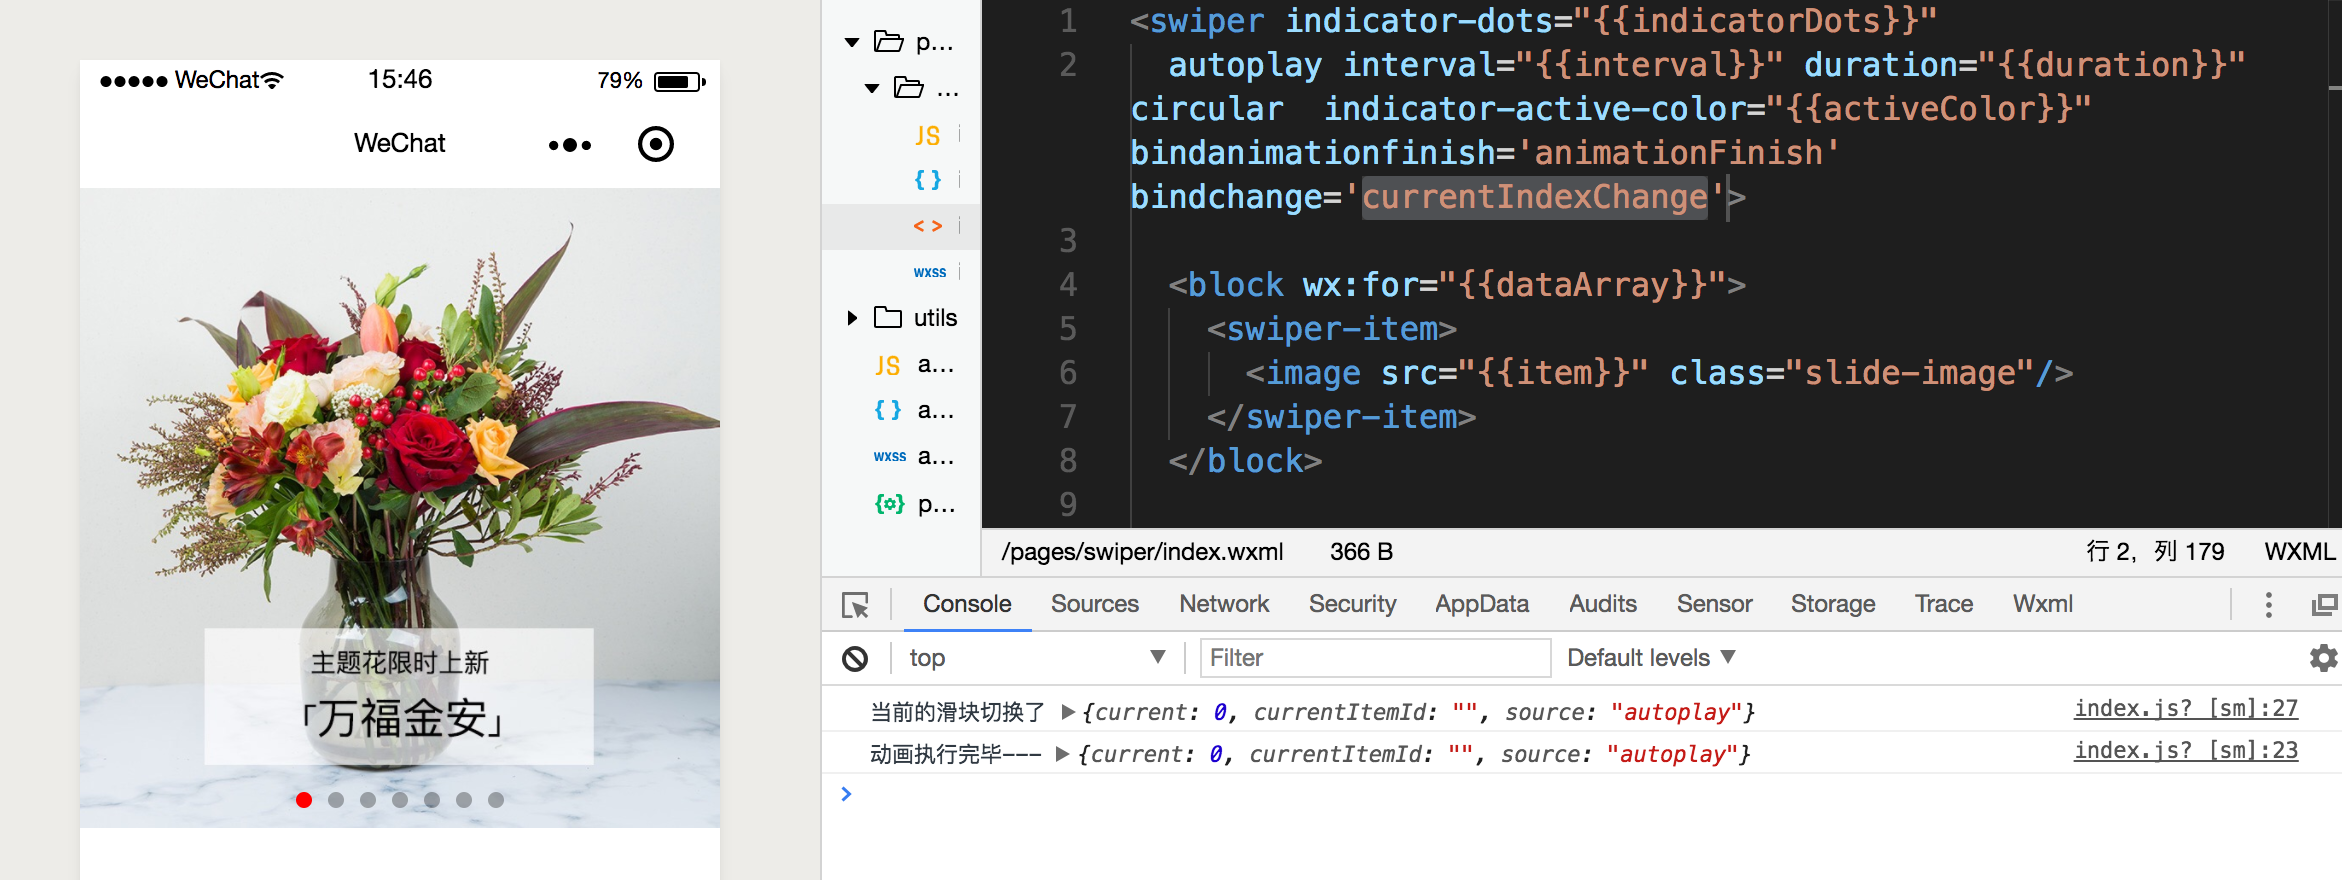 WeChat
15:46
79%
WeChat
主题花限时上新
「万福金安」
p...
...
JS
{ }
< >
wxss
utils
JS a...
{ } a...
wxss a...
p...
1 <swiper indicator-dots="{{indicatorDots}}"
2 autoplay interval="{{interval}}" duration="{{duration}}"
circular indicator-active-color="{{activeColor}}"
bindanimationfinish='animationFinish'
bindchange='currentIndexChange'>
3
4 <block wx:for="{{dataArray}}">
5 <swiper-item>
6 <image src="{{item}}" class="slide-image"/>
7 </swiper-item>
8 </block>
9
/pages/swiper/index.wxml 366 B 行 2，列 179 WXML
Console Sources Network Security AppData Audits Sensor Storage Trace Wxml
top Filter Default levels
当前的滑块切换了 {current: 0, currentItemId: "", source: "autoplay"} index.js? [sm]:27
动画执行完毕--- {current: 0, currentItemId: "", source: "autoplay"} index.js? [sm]:23